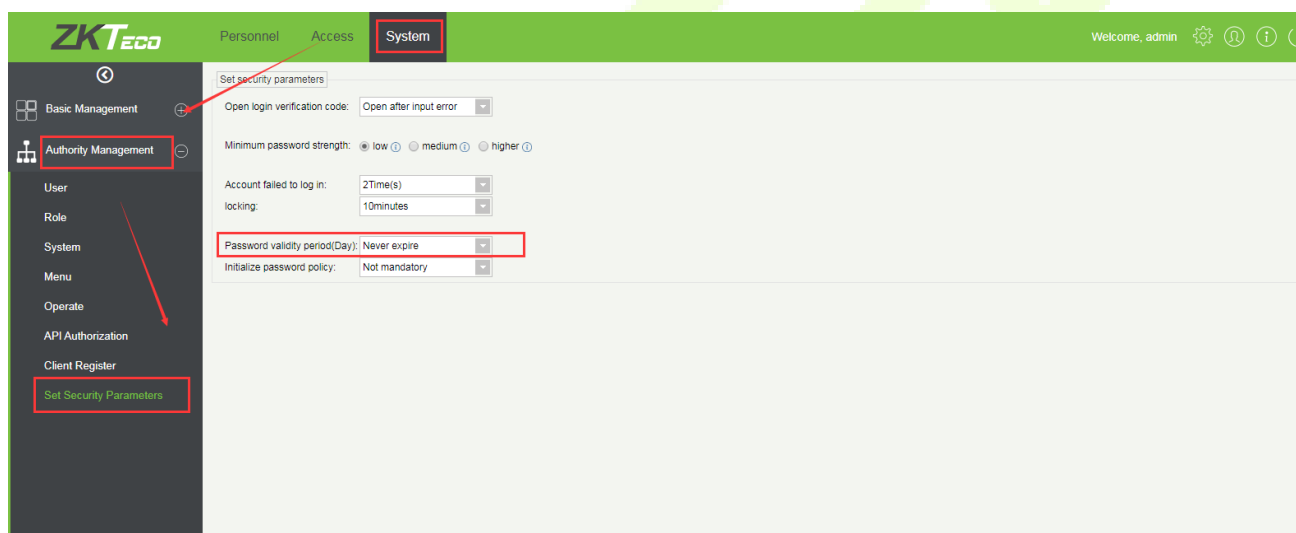 ZKTECO
Personnel Access System
Welcome, admin
Basic Management
Authority Management
User
Role
System
Menu
Operate
API Authorization
Client Register
Set Security Parameters
Set security parameters
Open login verification code: Open after input error
Minimum password strength: low medium higher
Account failed to log in: 2Time(s)
locking: 10minutes
Password validity period(Day): Never expire
Initialize password policy: Not mandatory